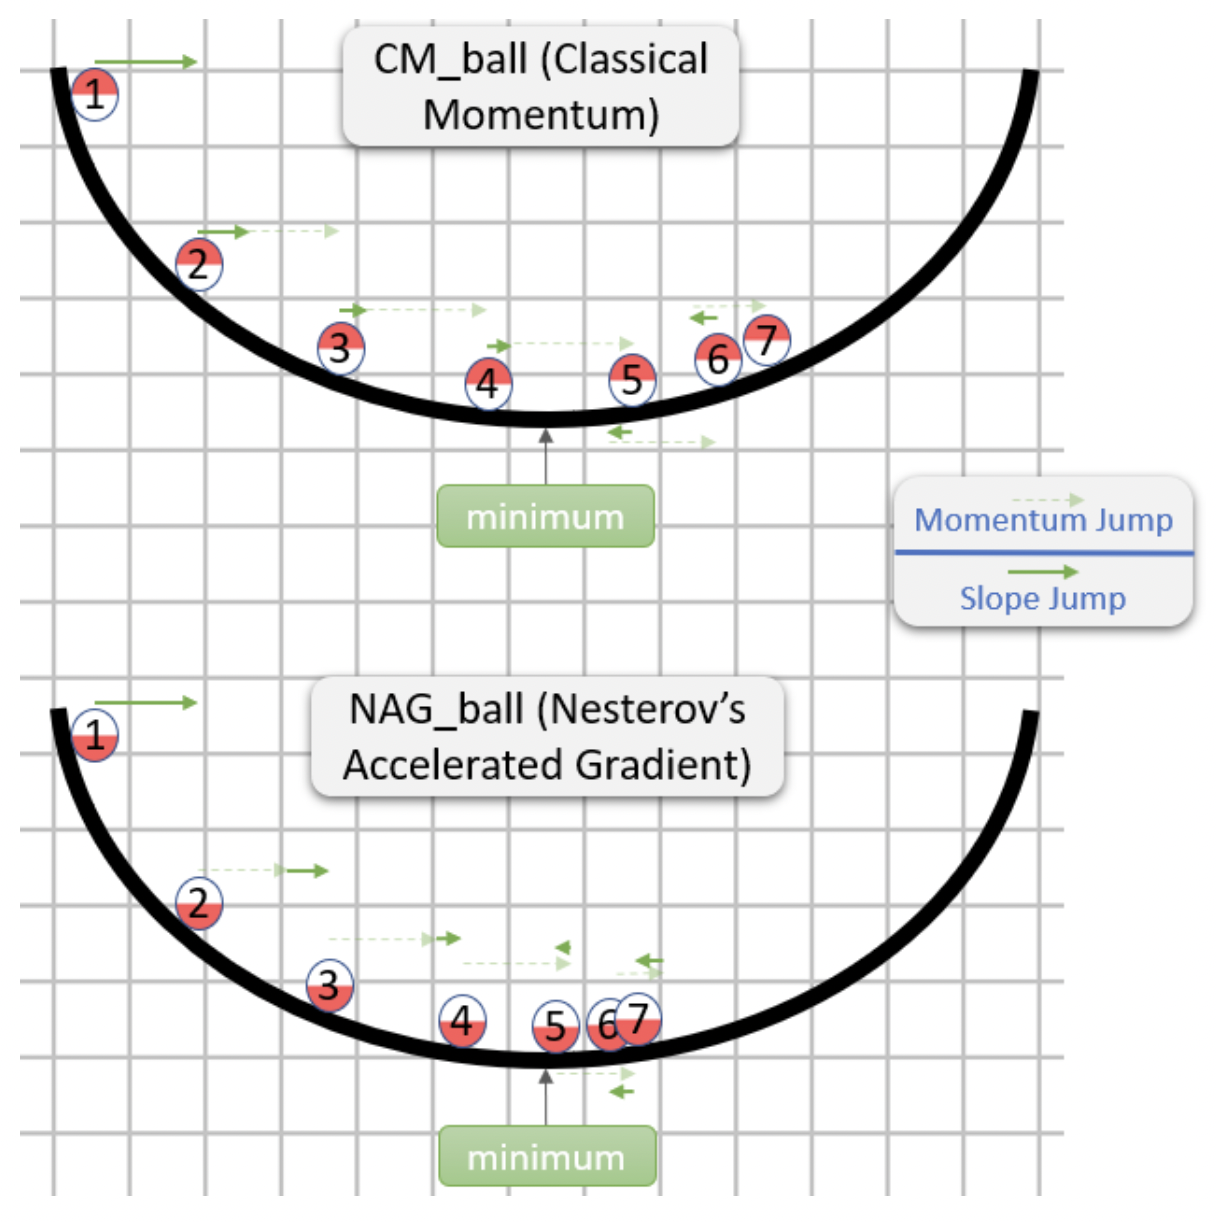 CM_ball (Classical
Momentum)
1
2
3
4
5
6
7
minimum
Momentum Jump
Slope Jump
NAG_ball (Nesterov’s
Accelerated Gradient)
1
2
3
4
5
6
7
minimum